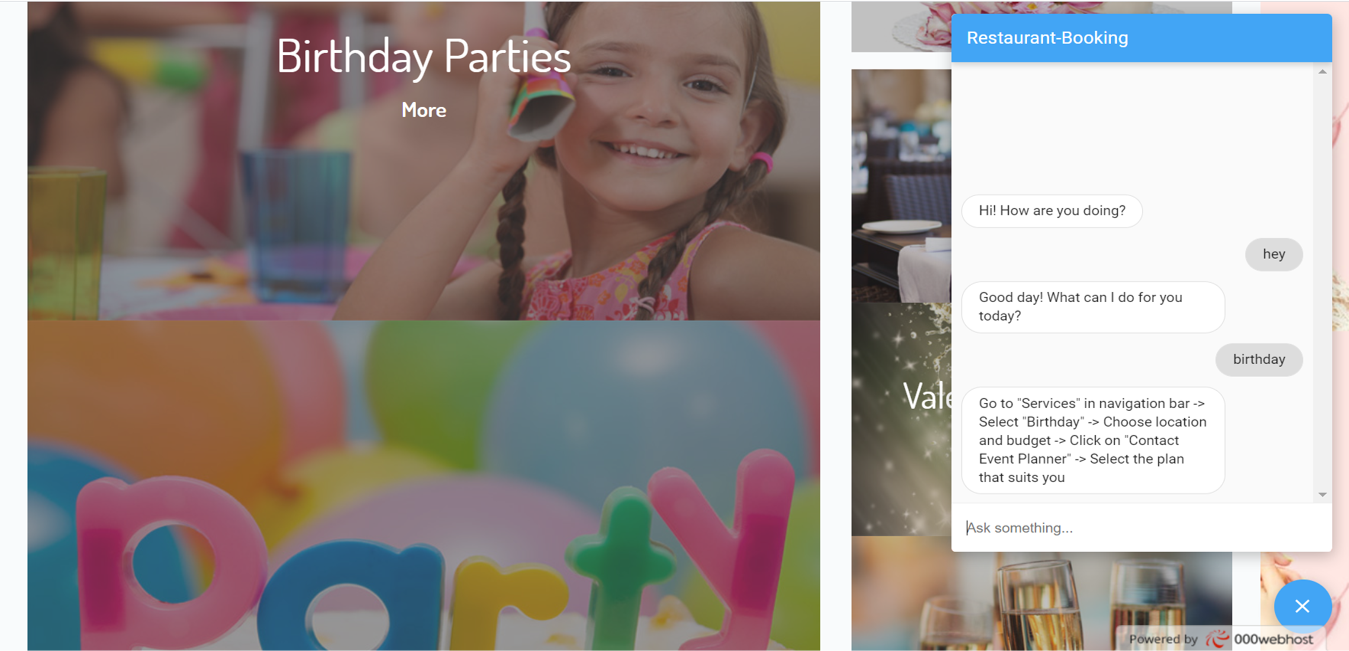 Birthday Parties
More
party
Vale
Restaurant-Booking
Hi! How are you doing?
hey
Good day! What can I do for you
today?
birthday
Go to "Services" in navigation bar ->
Select "Birthday" -> Choose location
and budget -> Click on "Contact
Event Planner" -> Select the plan
that suits you
Ask something...
Powered by 000webhost